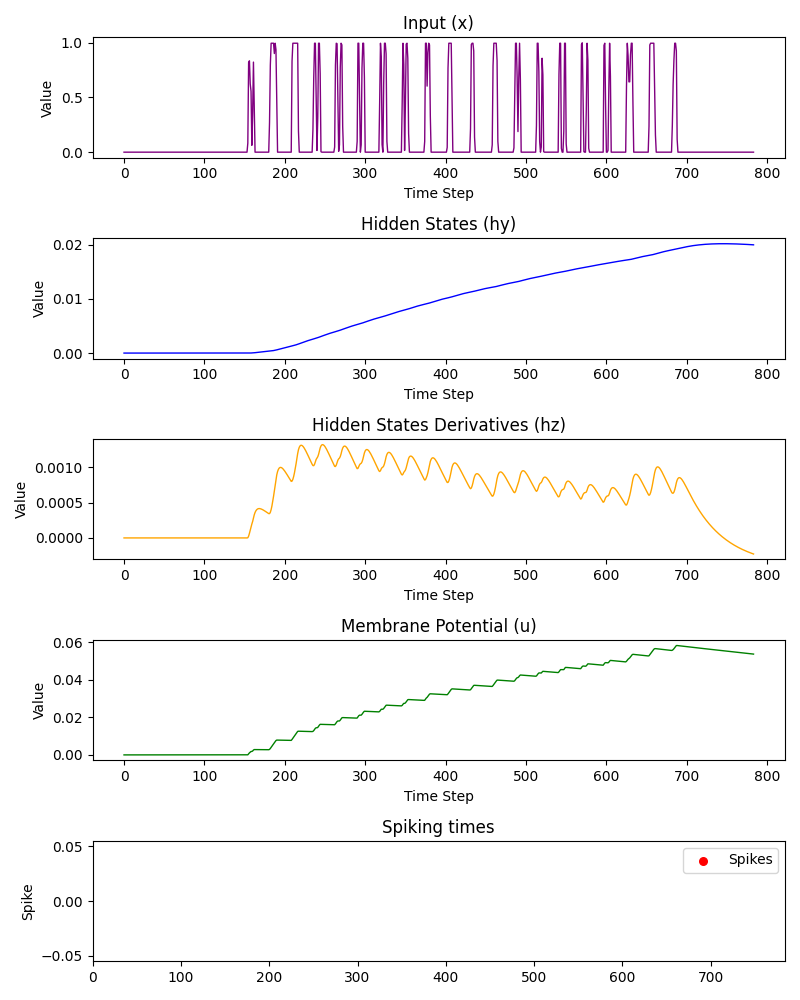 Input (x)
1.0
0.5
0.0
Value
0 100 200 300 400 500 600 700 800
Time Step
Hidden States (hy)
0.02
0.01
0.00
Value
0 100 200 300 400 500 600 700 800
Time Step
Hidden States Derivatives (hz)
0.0010
0.0005
0.0000
Value
0 100 200 300 400 500 600 700 800
Time Step
Membrane Potential (u)
0.06
0.04
0.02
0.00
Value
0 100 200 300 400 500 600 700 800
Time Step
Spiking times
0.05
0.00
−0.05
Spike
Spikes
0 100 200 300 400 500 600 700